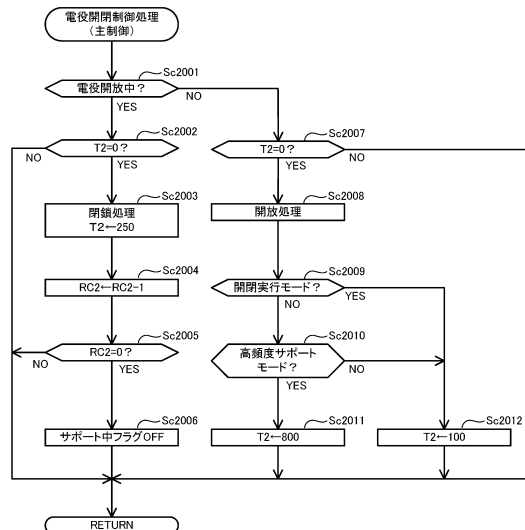 電役開閉制御処理
(主制御)
Sc2001
電役開放中？
NO
YES
Sc2002
T2=0？
NO
YES
Sc2007
T2=0？
NO
YES
Sc2003
閉鎖処理
T2←250
Sc2008
開放処理
Sc2004
RC2←RC2-1
Sc2009
開閉実行モード？
YES
NO
Sc2005
RC2=0？
NO
YES
Sc2010
高頻度サポート
モード？
NO
YES
Sc2006
サポート中フラグOFF
Sc2011
T2←800
Sc2012
T2←100
RETURN